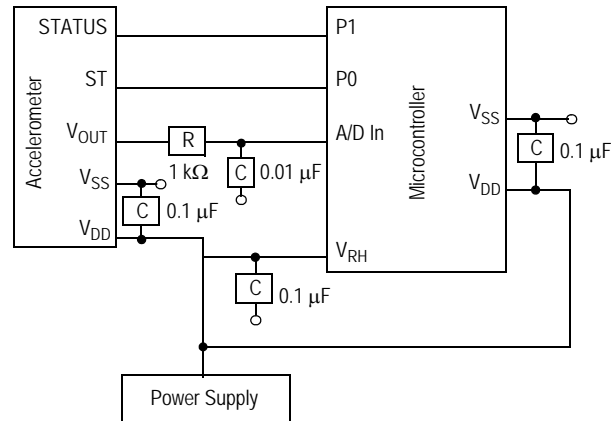 STATUS
P1
ST
P0
VOUT
R
A/D In
1 kΩ
C
0.01 μF
VSS
C
0.1 μF
VDD
Accelerometer
Microcontroller
VSS
C
0.1 μF
VDD
VRH
C
0.1 μF
Power Supply